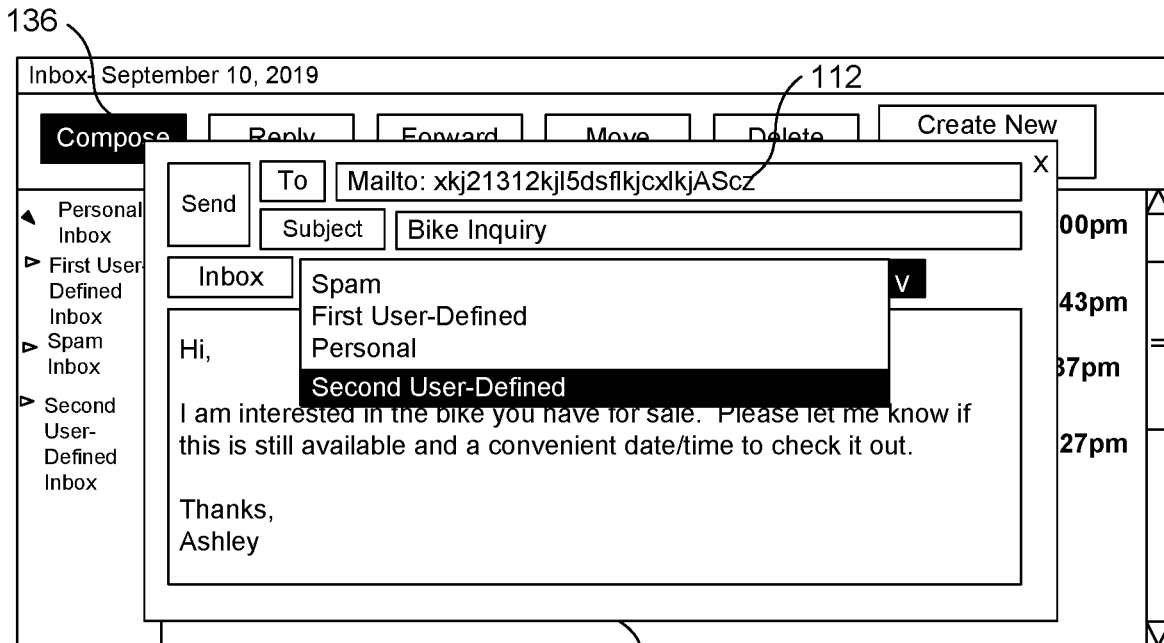 136
Inbox- September 10, 2019
112
Compose Reply Forward Move Delete Create New
x
Send To Mailto: xkj21312kjl5dsflkjcxlkjAScz
Subject Bike Inquiry
Inbox v
Spam
First User-Defined
Personal
Second User-Defined
Personal
Inbox
First User-
Defined
Inbox
Spam
Inbox
Second
User-
Defined
Inbox
Hi,
I am interested in the bike you have for sale. Please let me know if
this is still available and a convenient date/time to check it out.
Thanks,
Ashley
00pm
43pm
37pm
27pm